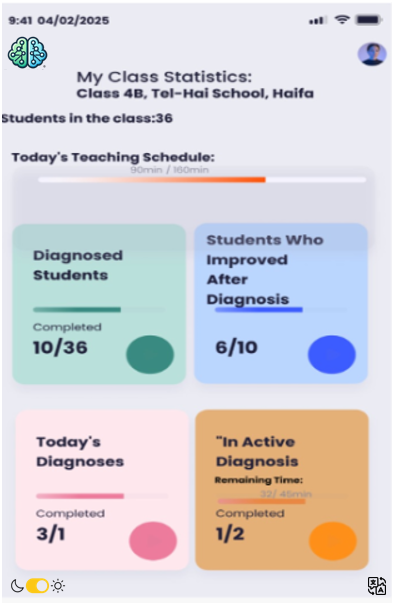 9:41 04/02/2025
My Class Statistics:
Class 4B, Tel-Hai School, Haifa
Students in the class:36
Today's Teaching Schedule:
90min / 160min
Diagnosed
Students
Completed
10/36
Students Who
Improved
After
Diagnosis
6/10
Today's
Diagnoses
Completed
3/1
"In Active
Diagnosis
Remaining Time:
32/ 45min
Completed
1/2